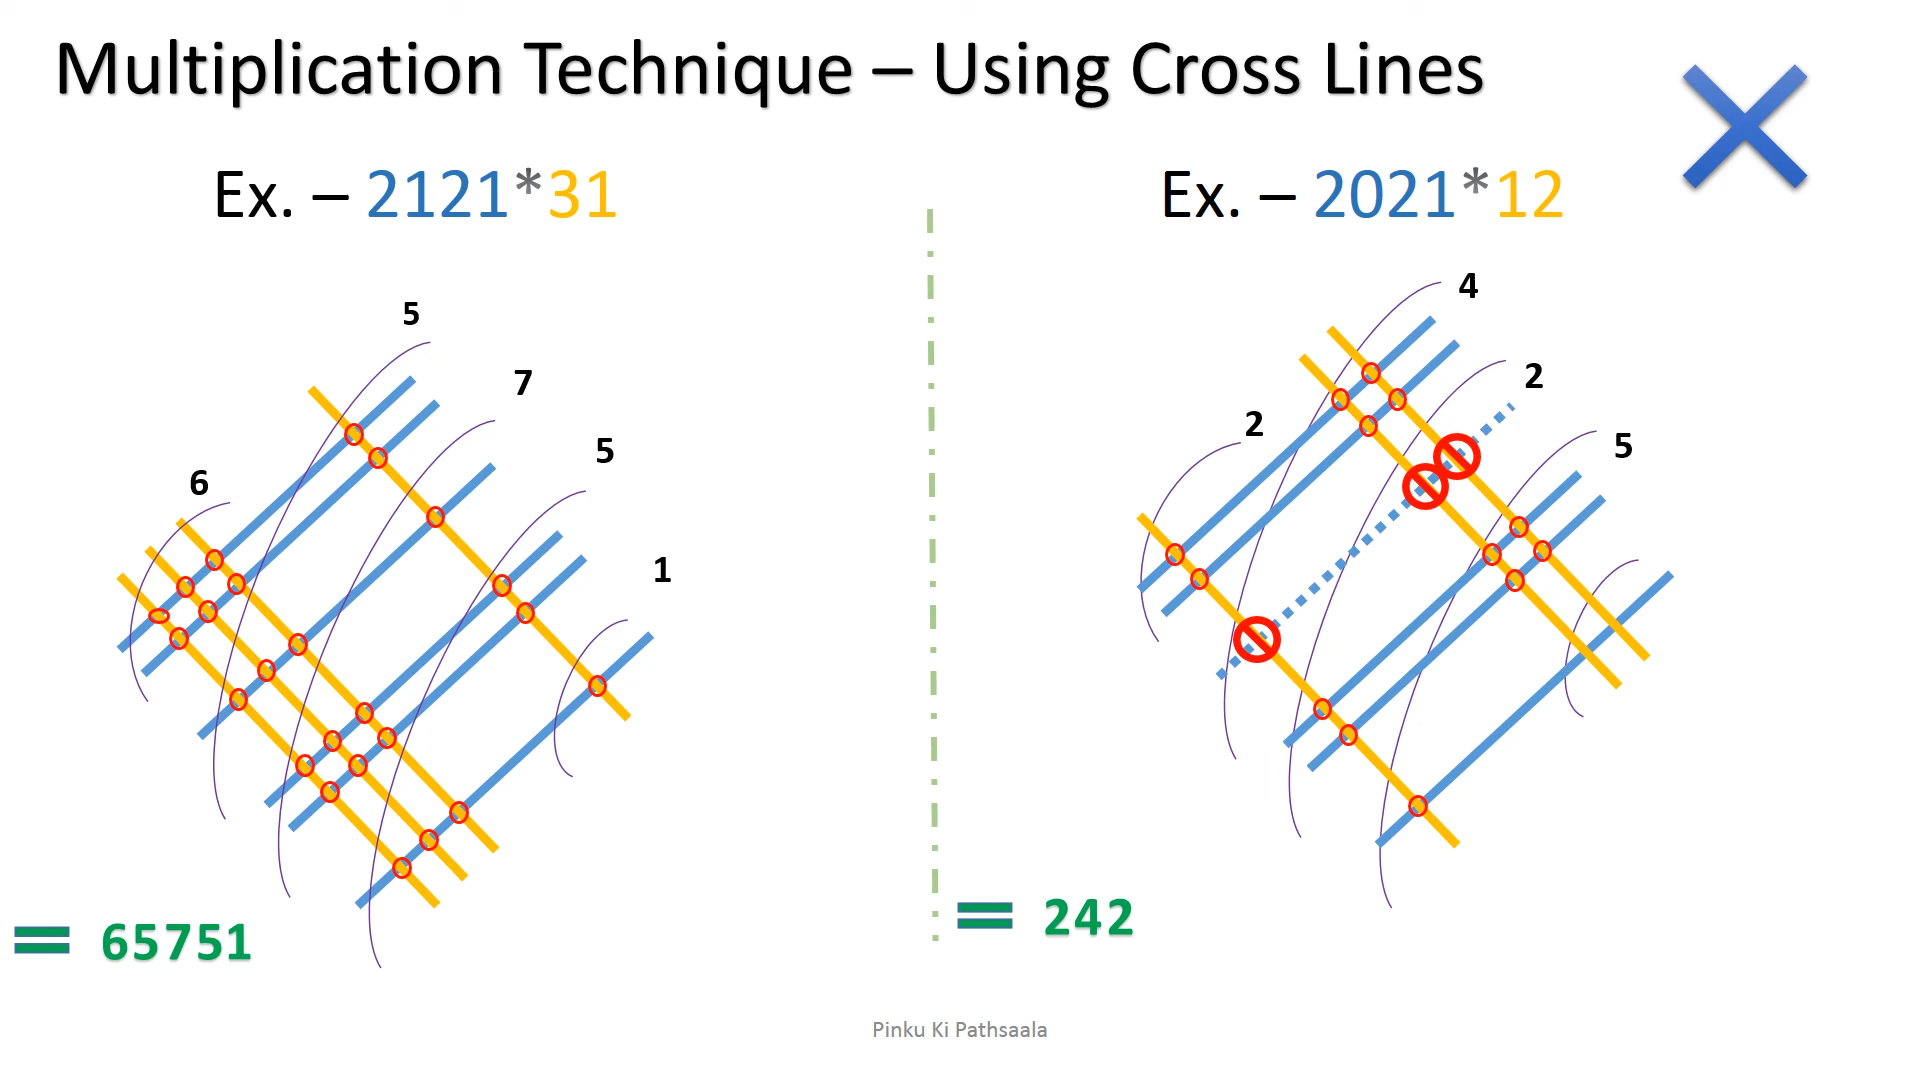 Multiplication Technique – Using Cross Lines
Ex. – 2121*31
5
7
5
6
1
= 65751
Ex. – 2021*12
4
2
2
5
= 242
Pinku Ki Pathsaala